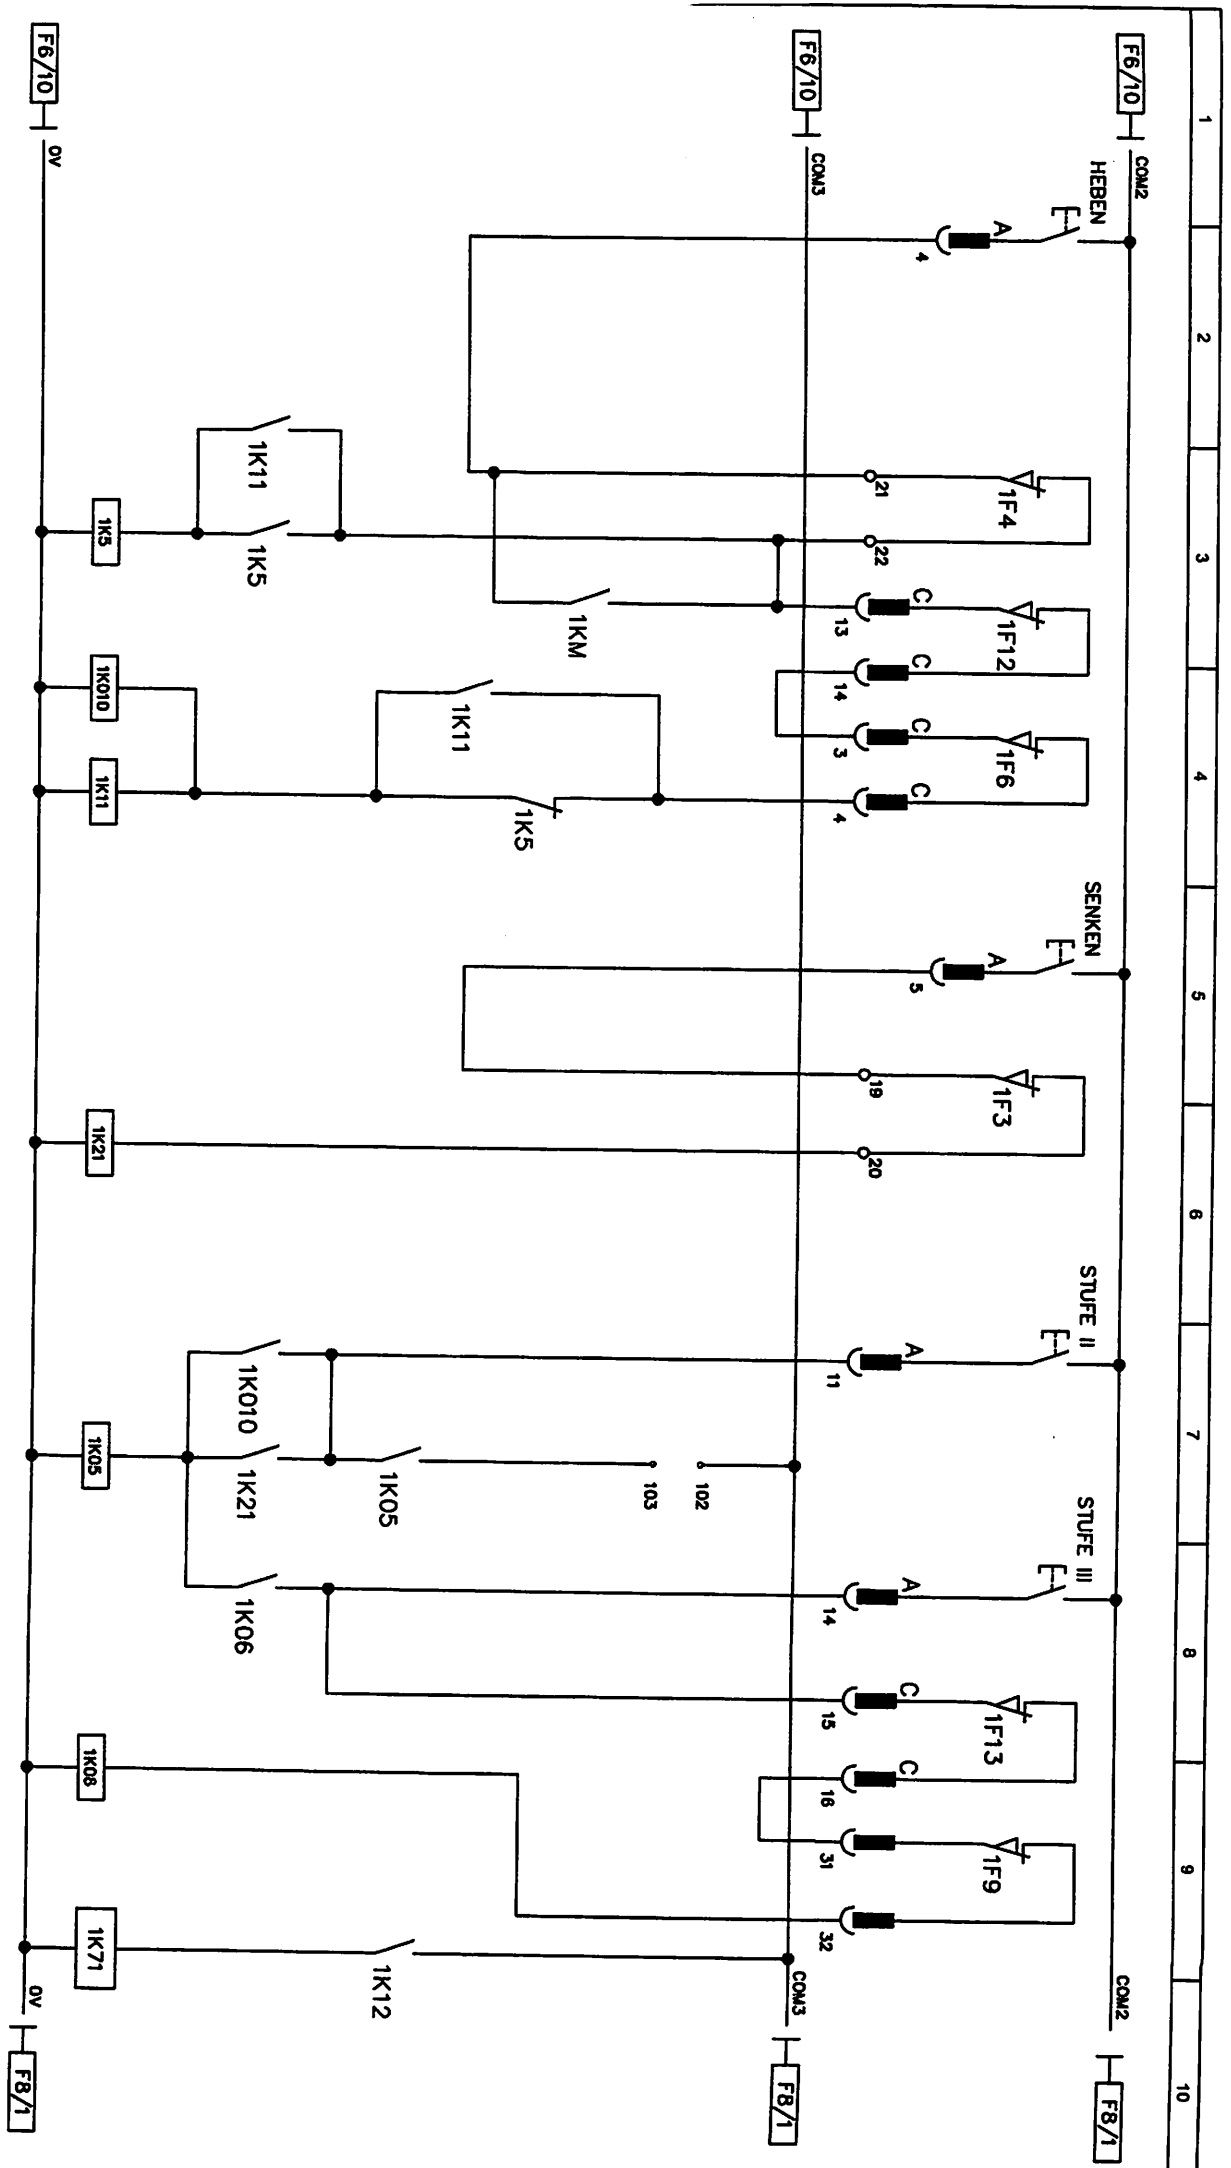 1 2 3 4 5 6 7 8 9 10
F6/10 COM2 COM2 F8/1
HEBEN SENKEN STUFE II STUFE III
A A A A
4 5 11 14
1F4 1F12 1F6 1F3 1F13 1F9
C C C C C C
21 22 13 14 3 4 19 20 15 16 31 32
F6/10 COM3 COM3 F8/1
102
103
1KM
1K11 1K5
1K05 1K12
1K11 1K5 1K010 1K21 1K06
1K5 1K010 1K11 1K21 1K05 1K06 1K71
F6/10 0V 0V F8/1